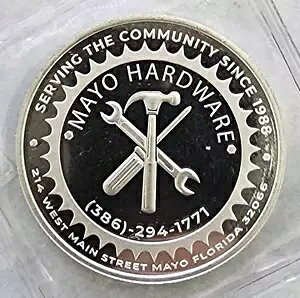 SERVING THE COMMUNITY SINCE 1988
• MAYO HARDWARE •
(386)-294-1771
214 WEST MAIN STREET MAYO FLORIDA 32066